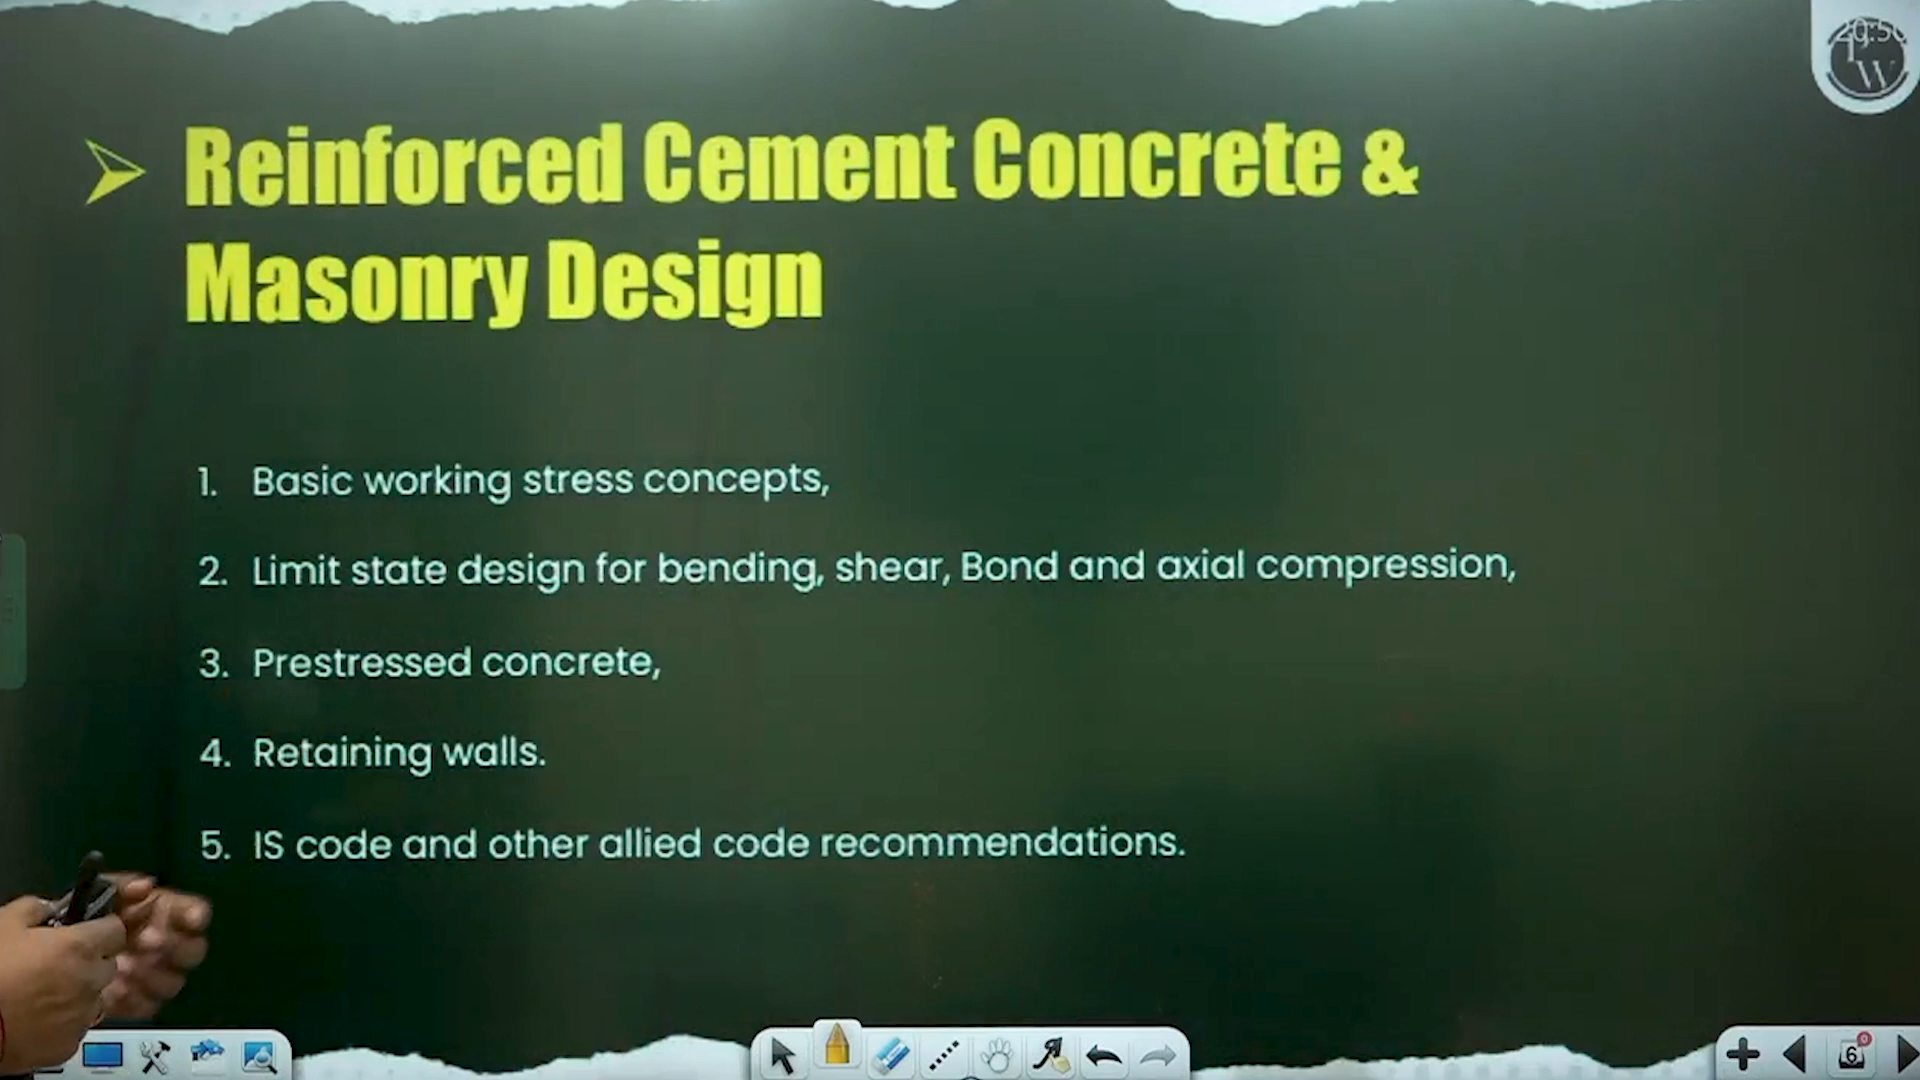 Reinforced Cement Concrete &
Masonry Design
1. Basic working stress concepts,
2. Limit state design for bending, shear, Bond and axial compression,
3. Prestressed concrete,
4. Retaining walls.
5. IS code and other allied code recommendations.
6